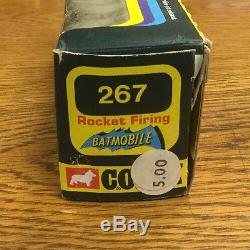 267
Rocket Firing
BATMOBILE
CO
5.00